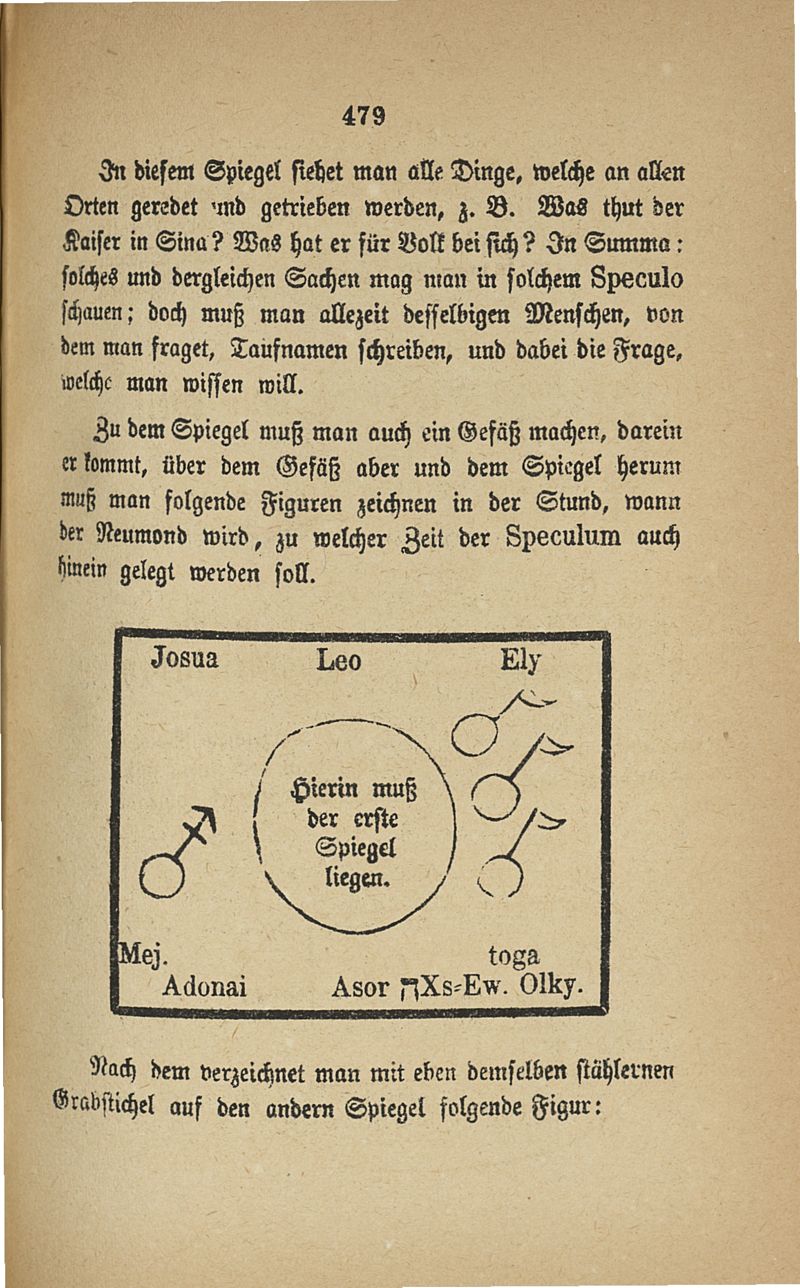 479
In diesem Spiegel siehet man alle Dinge, welche an allen
Orten geredet und getrieben werden, z. B. Was thut der
Kaiser in Sina? Was hat er für Volk bei sich? In Summa:
solches und dergleichen Sachen mag man in solchem Speculo
schauen; doch muß man allezeit desselbigen Menschen, von
dem man fraget, Taufnamen schreiben, und dabei die Frage,
welche man wissen will.
Zu dem Spiegel muß man auch ein Gefäß machen, darein
er kommt, über dem Gefäß aber und dem Spiegel herum
muß man folgende Figuren zeichnen in der Stund, wann
der Neumond wird, zu welcher Zeit der Speculum auch
hinein gelegt werden soll.
Josua Leo Ely
Hierin muß
der erste
Spiegel
liegen.
Mej. toga
Adonai Asor ךXs-Ew. Olky.
Nach dem verzeichnet man mit eben demselben stählernen
Grabstichel auf den andern Spiegel folgende Figur: